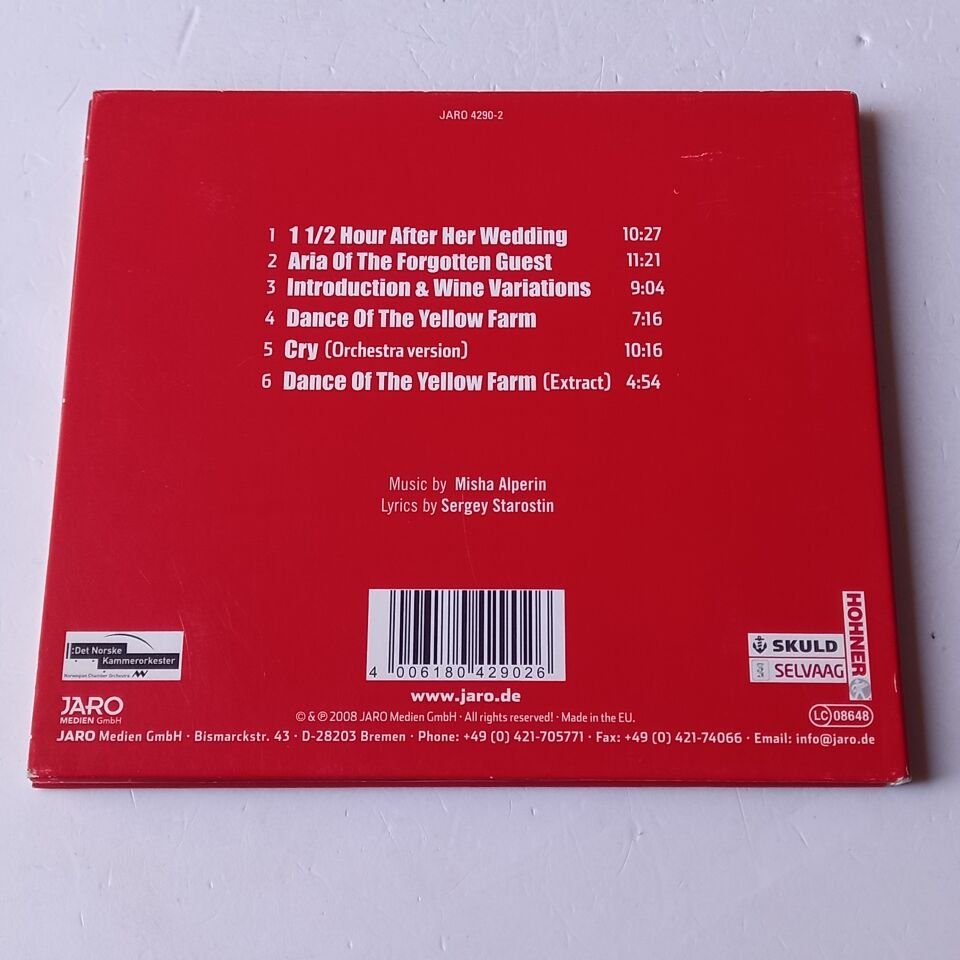 JARO 4290-2
1 1 1/2 Hour After Her Wedding 10:27
2 Aria Of The Forgotten Guest 11:21
3 Introduction & Wine Variations 9:04
4 Dance Of The Yellow Farm 7:16
5 Cry (Orchestra version) 10:16
6 Dance Of The Yellow Farm (Extract) 4:54
Music by Misha Alperin
Lyrics by Sergey Starostin
:Det Norske
Kammerorkester
Norwegian Chamber Orchestra
4 006180 429026
HOHNER
SKULD
SELVAAG
www.jaro.de
JARO
MEDIEN GmbH
© & ℗ 2008 JARO Medien GmbH · All rights reserved! · Made in the EU.
LC 08648
JARO Medien GmbH · Bismarckstr. 43 · D-28203 Bremen · Phone: +49 (0) 421-705771 · Fax: +49 (0) 421-74066 · Email: info@jaro.de